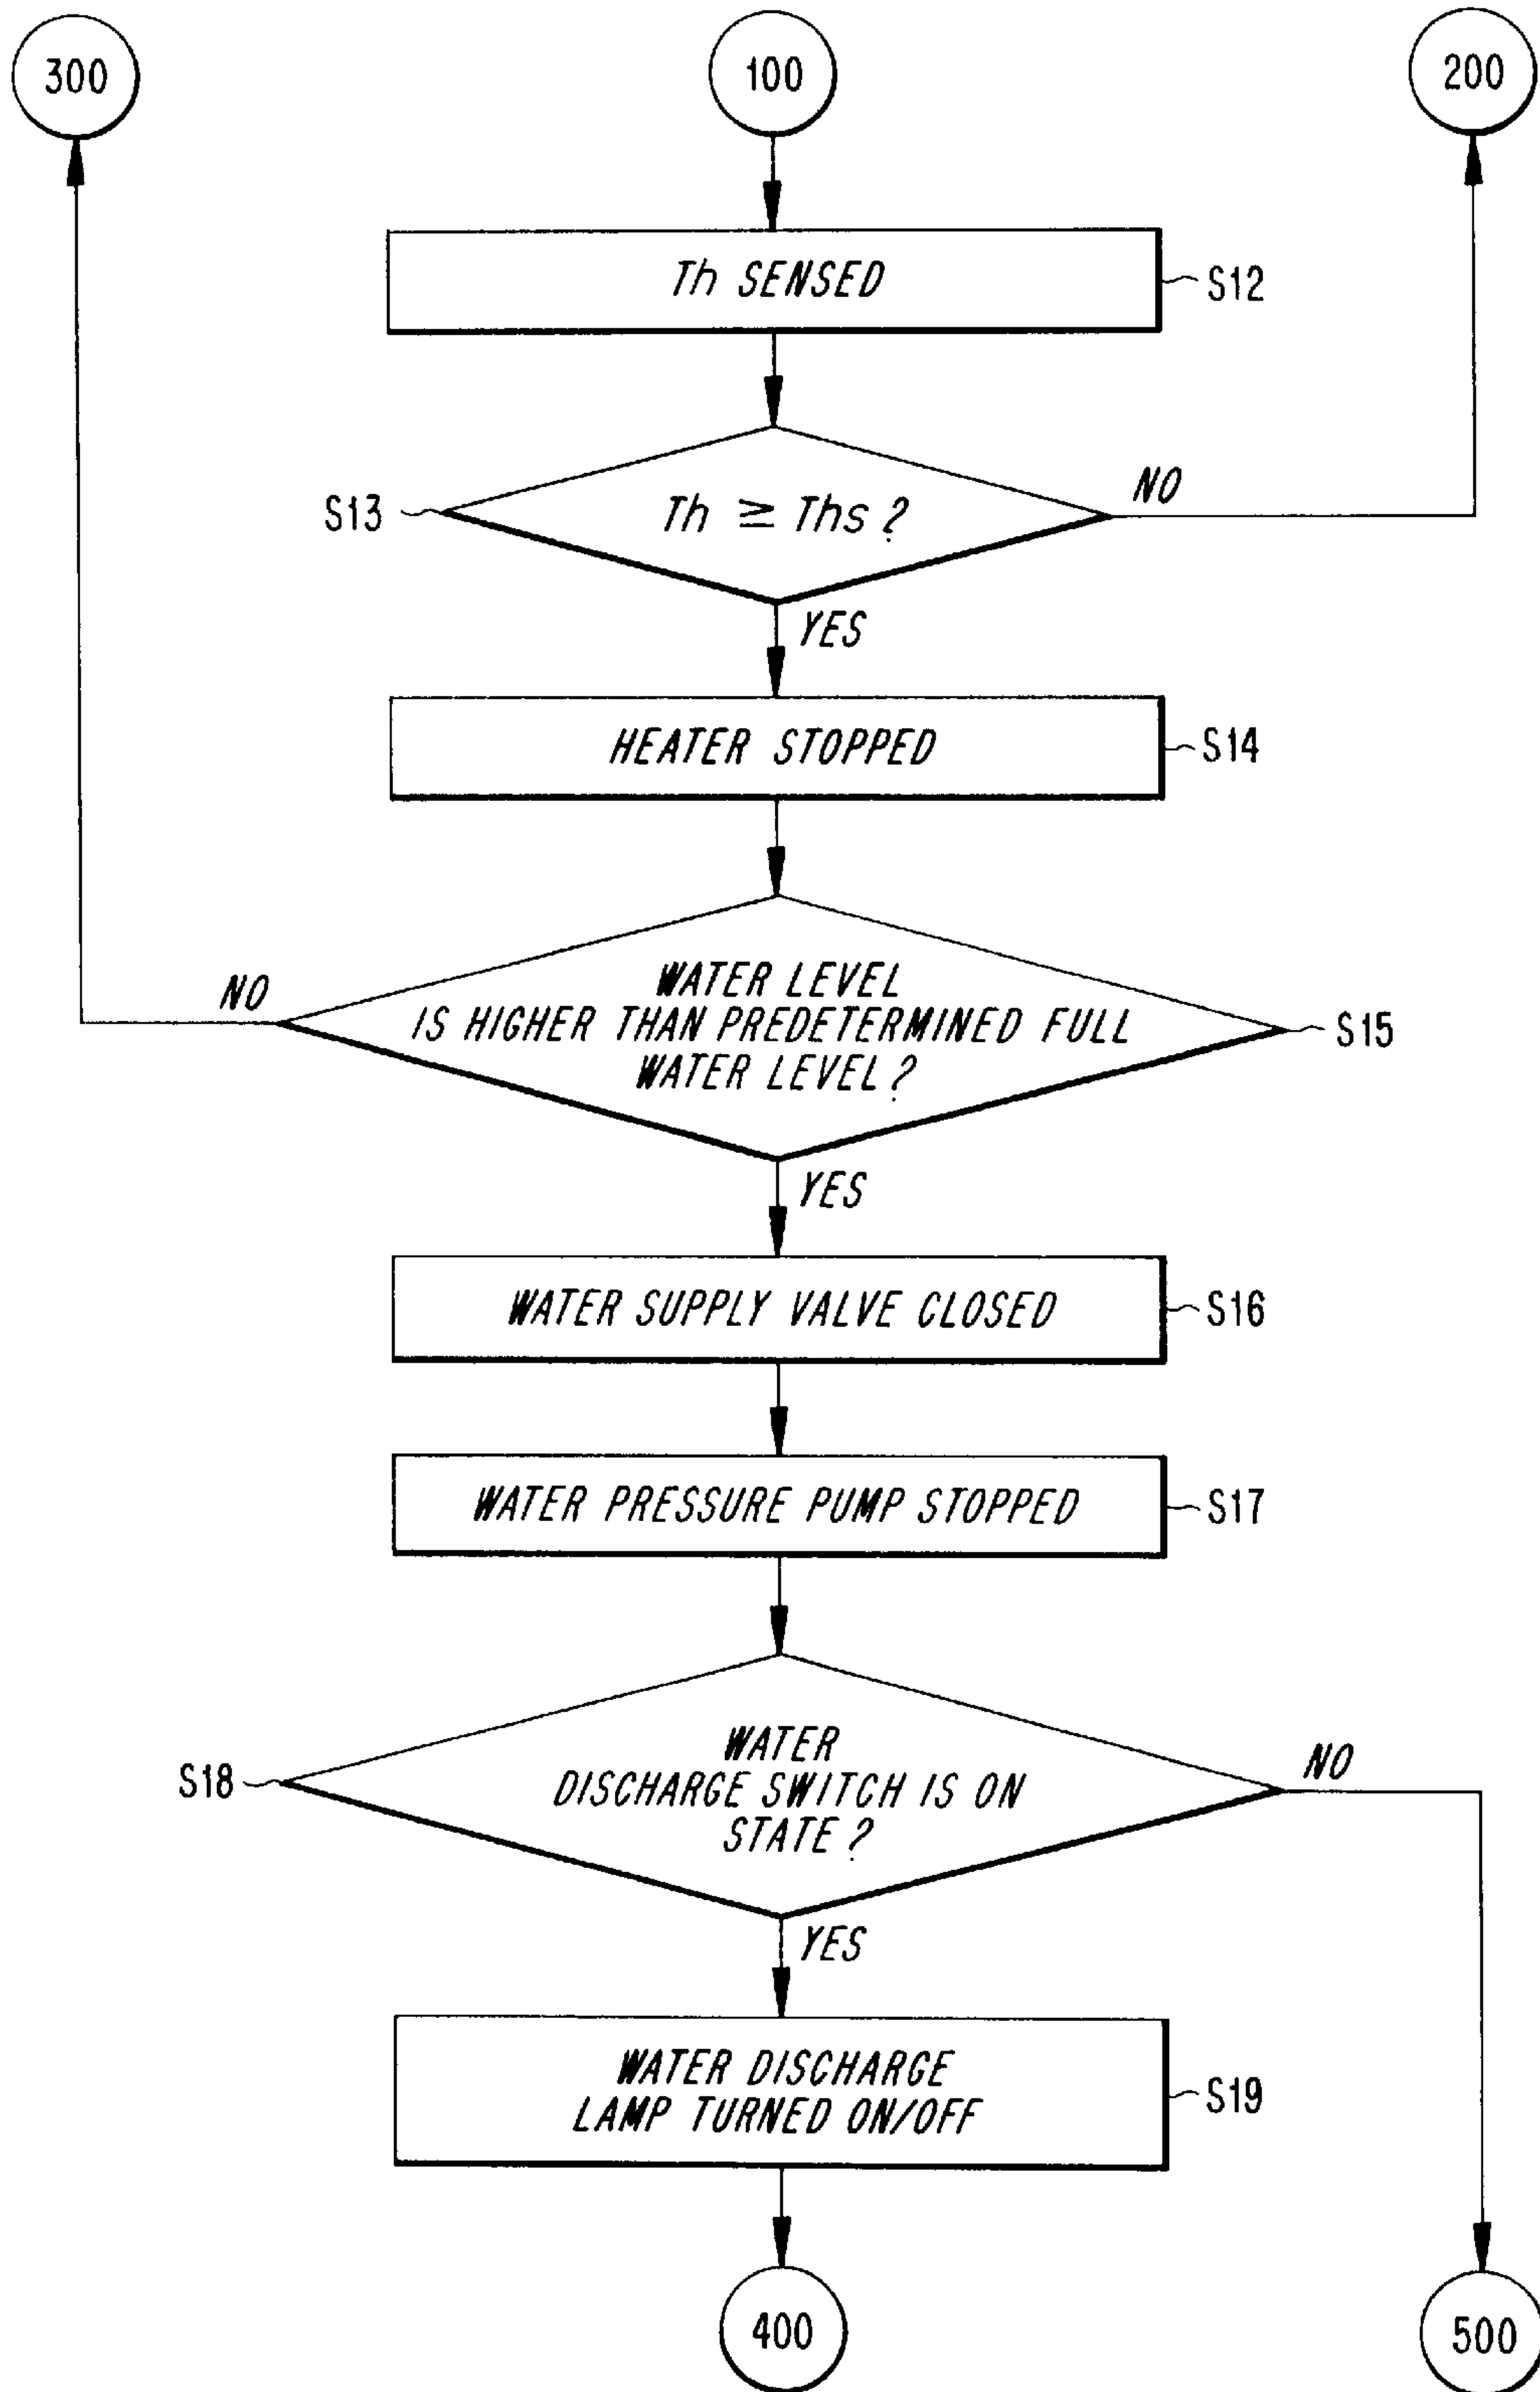 300
100
200
Th SENSED
S12
S13
Th ≧ Ths ?
NO
YES
HEATER STOPPED
S14
NO
WATER LEVEL
IS HIGHER THAN PREDETERMINED FULL
WATER LEVEL ?
S15
YES
WATER SUPPLY VALVE CLOSED
S16
WATER PRESSURE PUMP STOPPED
S17
S18
WATER
DISCHARGE SWITCH IS ON
STATE ?
NO
YES
WATER DISCHARGE
LAMP TURNED ON/OFF
S19
400
500